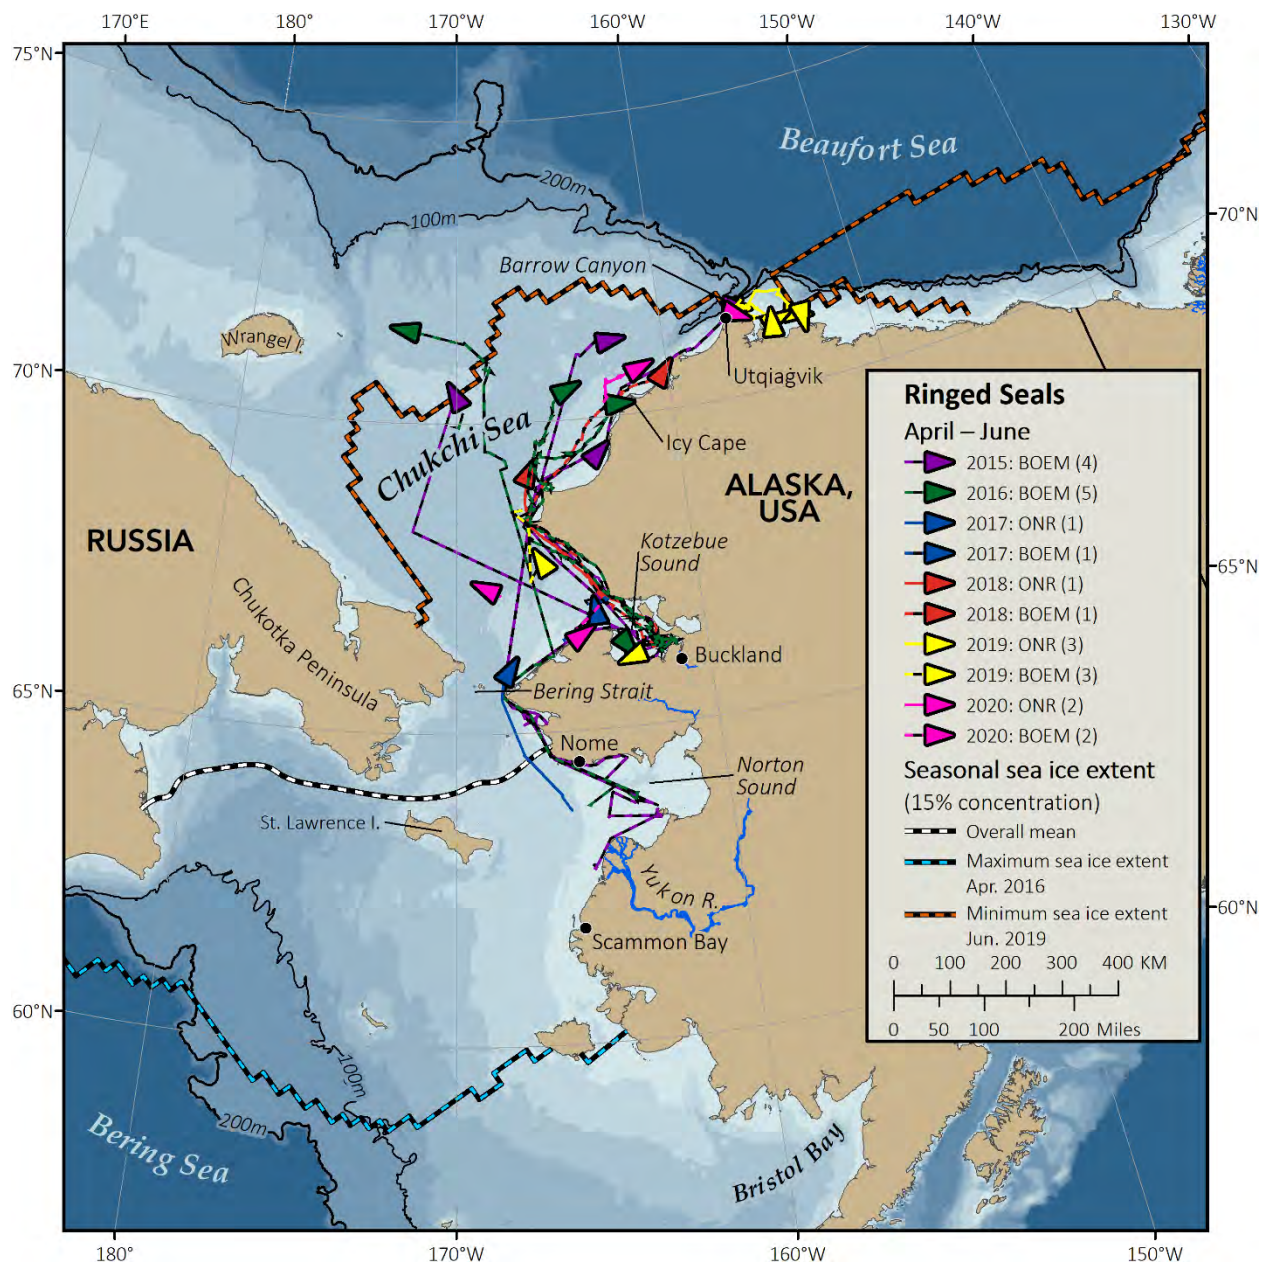 170°E 180° 170°W 160°W 150°W 140°W 130°W
75°N
Beaufort Sea
200m
100m
70°N
Barrow Canyon
Wrangel I.
70°N
Utqiaġvik
Chukchi Sea
Icy Cape
ALASKA,
USA
RUSSIA
Kotzebue
Sound
65°N
Chukotka Peninsula
Buckland
65°N
Bering Strait
Nome
Norton
Sound
St. Lawrence I.
Yukon R.
60°N
Scammon Bay
60°N
100m
200m
Bering Sea
Bristol Bay
180° 170°W 160°W 150°W
Ringed Seals
April – June
2015: BOEM (4)
2016: BOEM (5)
2017: ONR (1)
2017: BOEM (1)
2018: ONR (1)
2018: BOEM (1)
2019: ONR (3)
2019: BOEM (3)
2020: ONR (2)
2020: BOEM (2)
Seasonal sea ice extent
(15% concentration)
Overall mean
Maximum sea ice extent
Apr. 2016
Minimum sea ice extent
Jun. 2019
0 100 200 300 400 KM
0 50 100 200 Miles